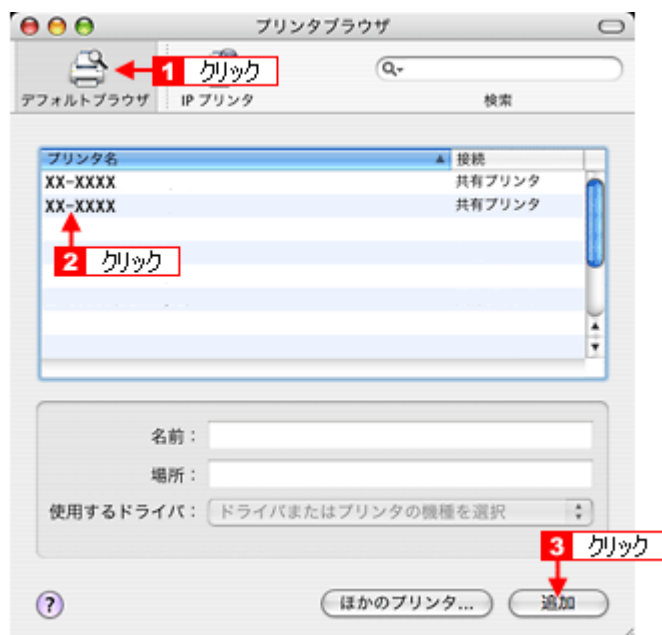 プリンタブラウザ
1 クリック
デフォルトブラウザ IP プリンタ 検索
プリンタ名 接続
XX-XXXX 共有プリンタ
XX-XXXX 共有プリンタ
2 クリック
名前：
場所：
使用するドライバ： ドライバまたはプリンタの機種を選択
3 クリック
? ほかのプリンタ... 追加